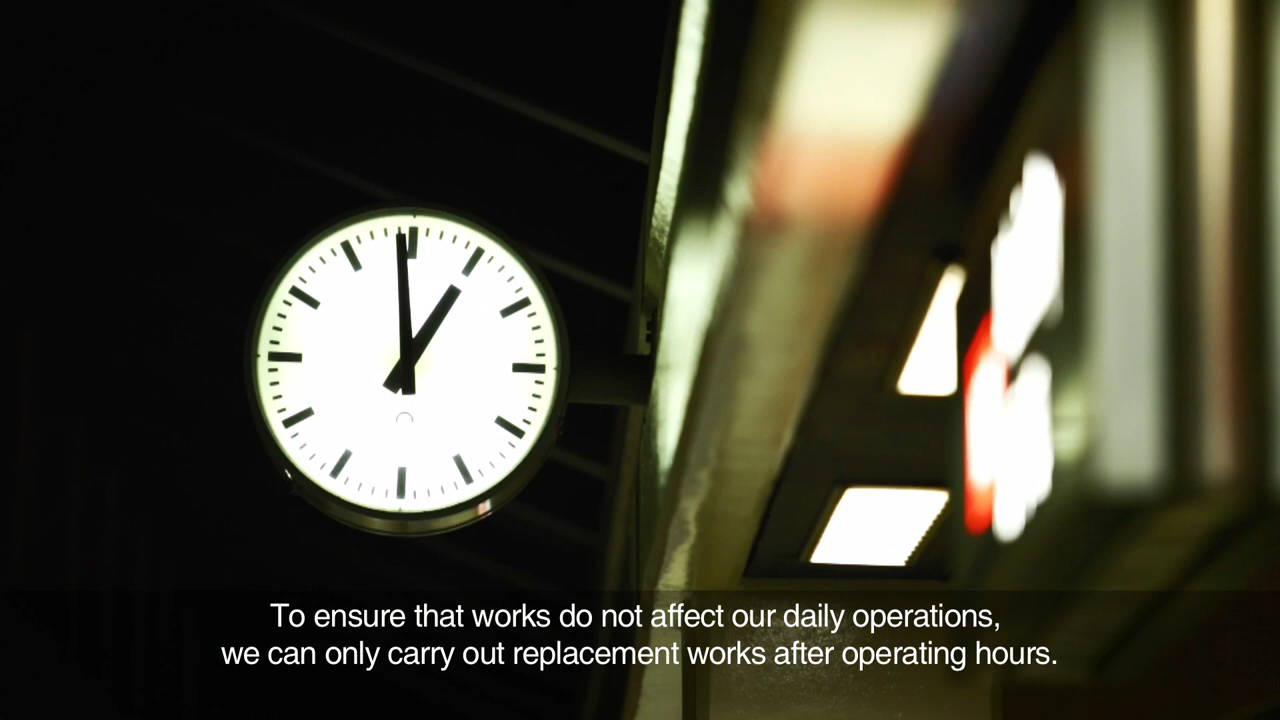 To ensure that works do not affect our daily operations,
we can only carry out replacement works after operating hours.